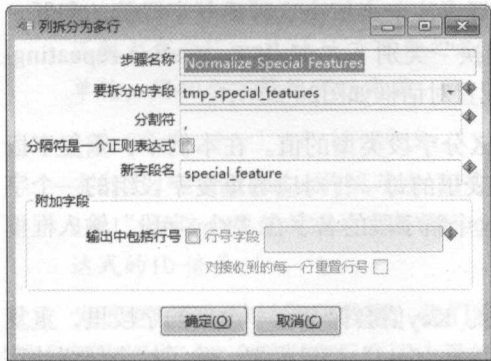 列拆分为多行
步骤名称 Normalize Special Features
要拆分的字段 tmp_special_features
分割符 ,
分隔符是一个正则表达式
新字段名 special_feature
附加字段
输出中包括行号 行号字段
对接收到的每一行重置行号
确定(O) 取消(C)